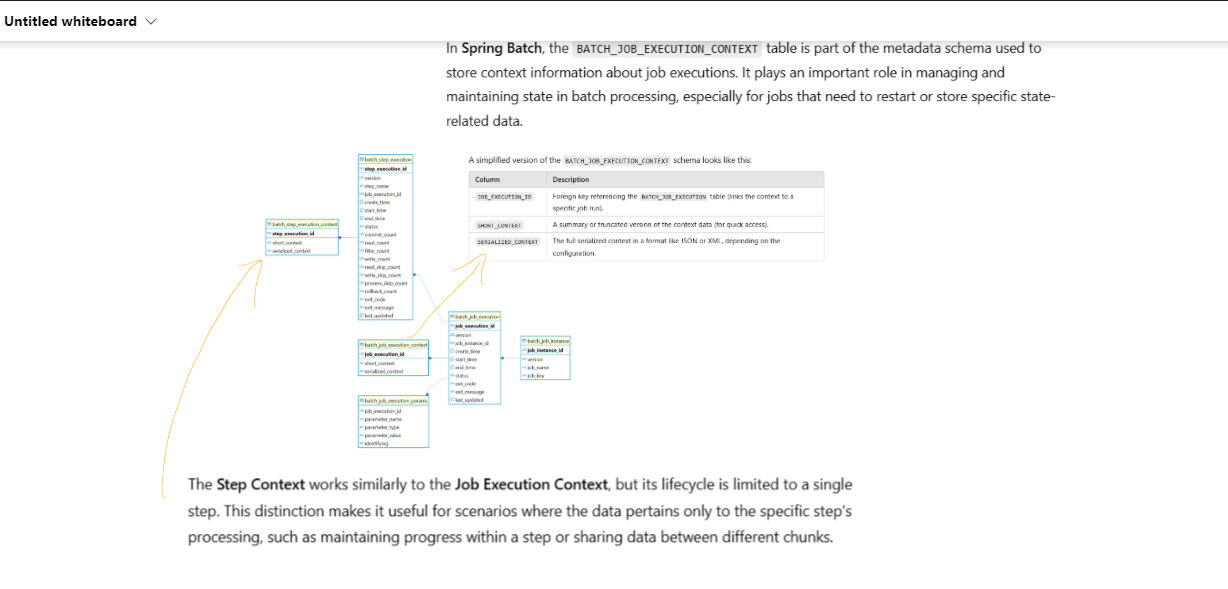 Untitled whiteboard
In Spring Batch, the BATCH_JOB_EXECUTION_CONTEXT table is part of the metadata schema used to
store context information about job executions. It plays an important role in managing and
maintaining state in batch processing, especially for jobs that need to restart or store specific state-
related data.
A simplified version of the BATCH_JOB_EXECUTION_CONTEXT schema looks like this:
Column Description
JOB_EXECUTION_ID Foreign key referencing the BATCH_JOB_EXECUTION table (links the context to a
specific job run).
SHORT_CONTEXT A summary or truncated version of the context data (for quick access).
SERIALIZED_CONTEXT The full serialized context in a format like JSON or XML, depending on the
configuration.
batch_step_execution
step_execution_id
version
step_name
job_execution_id
create_time
start_time
end_time
status
commit_count
read_count
filter_count
write_count
read_skip_count
write_skip_count
process_skip_count
rollback_count
exit_code
exit_message
last_updated
batch_step_execution_context
step_execution_id
short_context
serialized_context
batch_job_execution
job_execution_id
version
job_instance_id
create_time
start_time
end_time
status
exit_code
exit_message
last_updated
batch_job_instance
job_instance_id
version
job_name
job_key
batch_job_execution_context
job_execution_id
short_context
serialized_context
batch_job_execution_params
job_execution_id
parameter_name
parameter_type
parameter_value
identifying
The Step Context works similarly to the Job Execution Context, but its lifecycle is limited to a single
step. This distinction makes it useful for scenarios where the data pertains only to the specific step's
processing, such as maintaining progress within a step or sharing data between different chunks.